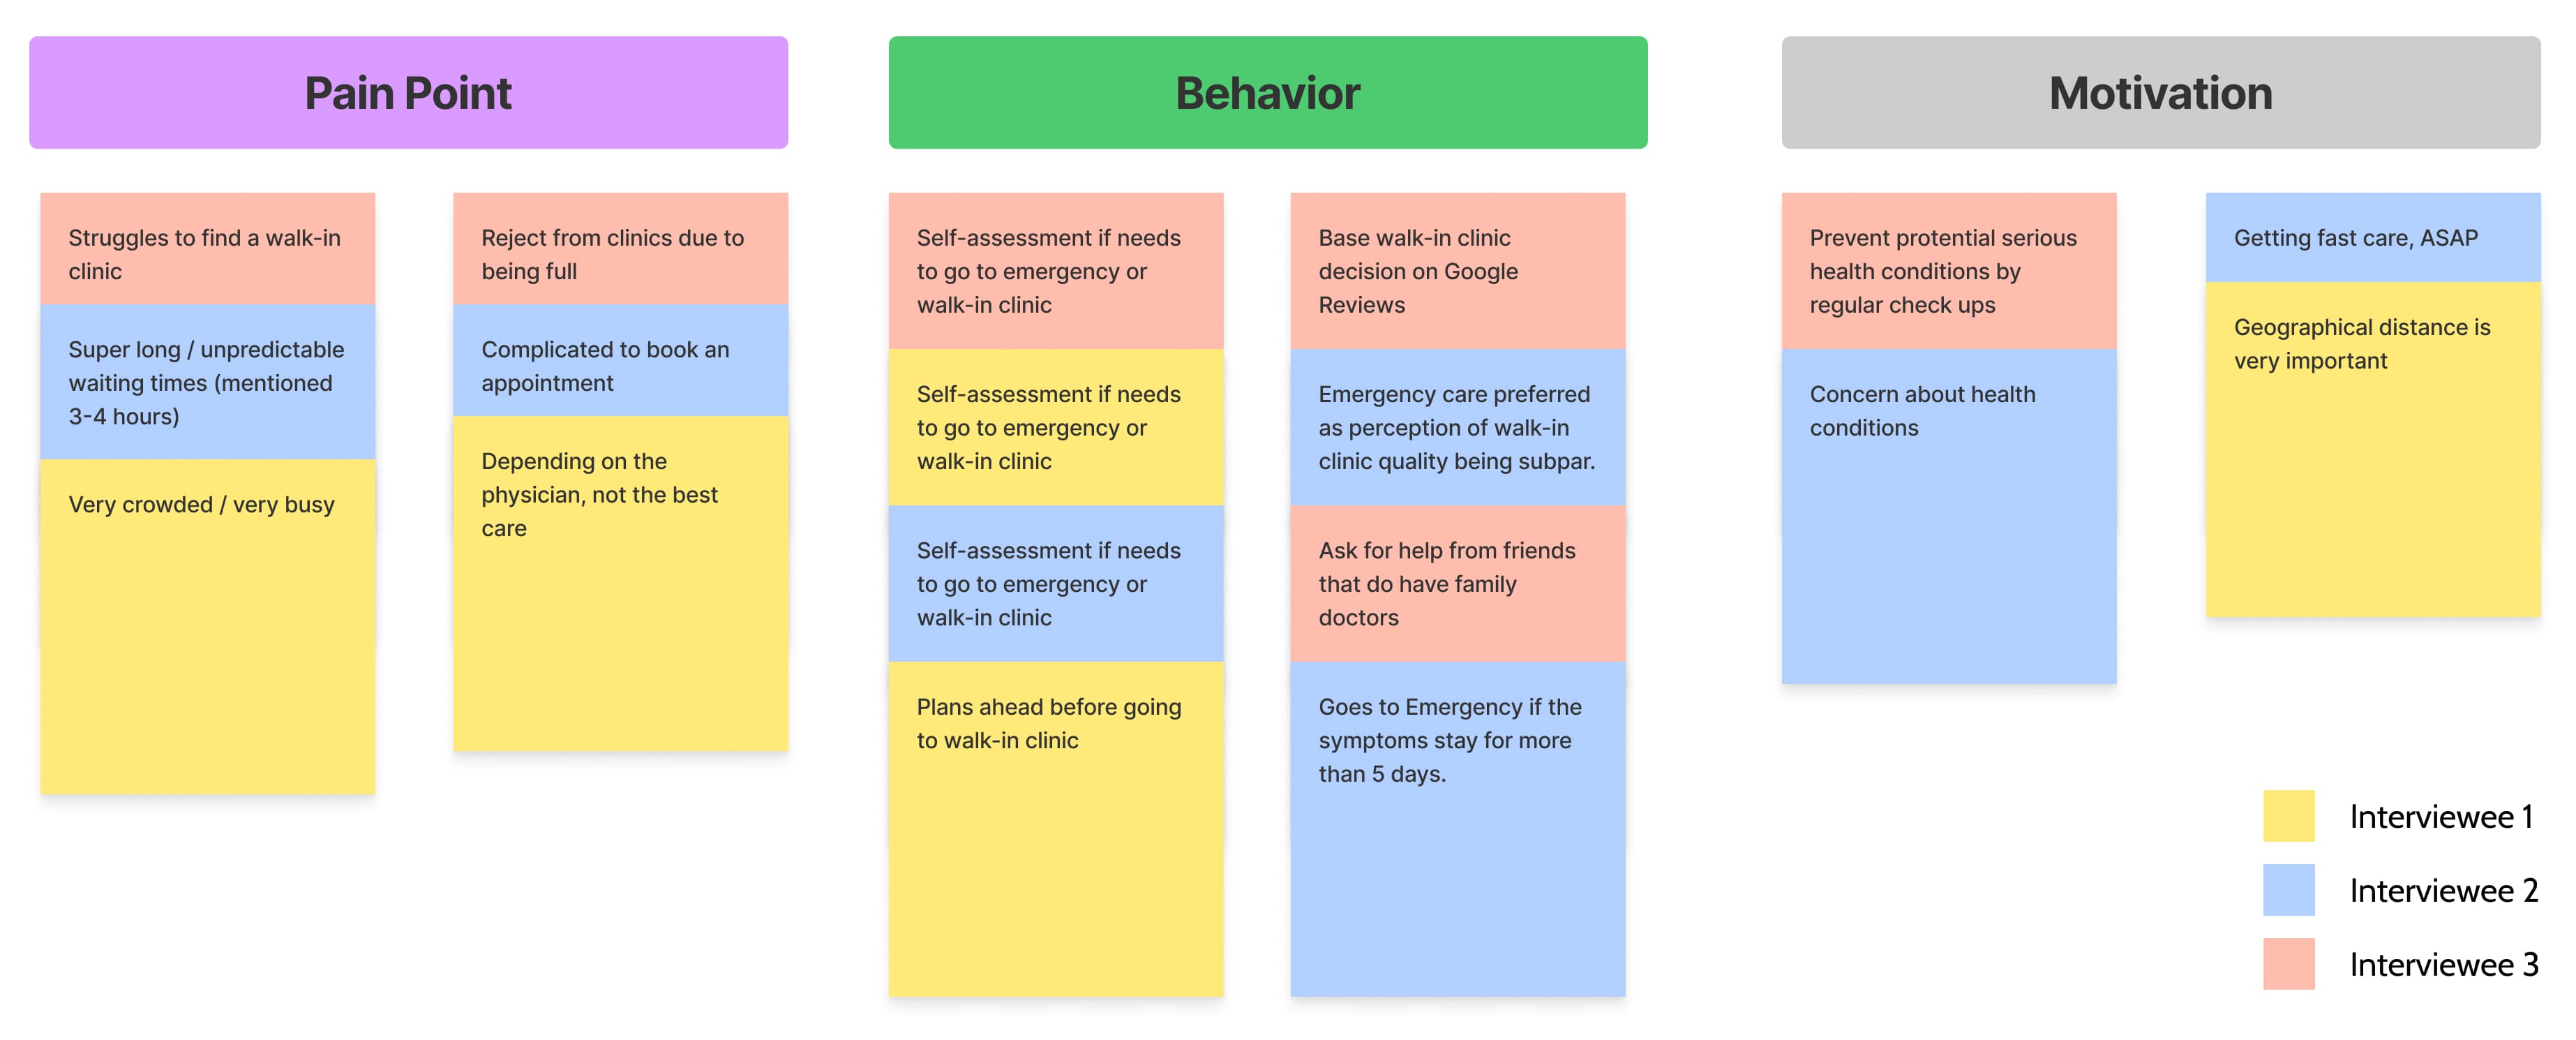 Pain Point
Struggles to find a walk-in
clinic
Super long / unpredictable
waiting times (mentioned
3-4 hours)
Very crowded / very busy
Reject from clinics due to
being full
Complicated to book an
appointment
Depending on the
physician, not the best
care
Behavior
Self-assessment if needs
to go to emergency or
walk-in clinic
Self-assessment if needs
to go to emergency or
walk-in clinic
Self-assessment if needs
to go to emergency or
walk-in clinic
Plans ahead before going
to walk-in clinic
Base walk-in clinic
decision on Google
Reviews
Emergency care preferred
as perception of walk-in
clinic quality being subpar.
Ask for help from friends
that do have family
doctors
Goes to Emergency if the
symptoms stay for more
than 5 days.
Motivation
Prevent protential serious
health conditions by
regular check ups
Concern about health
conditions
Getting fast care, ASAP
Geographical distance is
very important
Interviewee 1
Interviewee 2
Interviewee 3